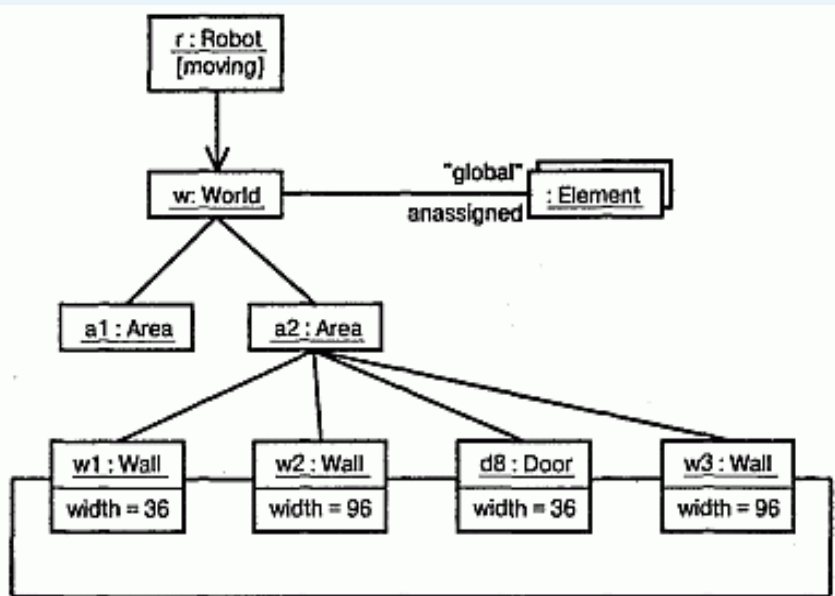 r : Robot
[moving}
"global"
w: World
: Element
anassigned
a1 : Area
a2 : Area
w1 : Wall
w2 : Wall
d8 : Door
w3 : Wall
width = 36
width = 96
width = 36
width = 96